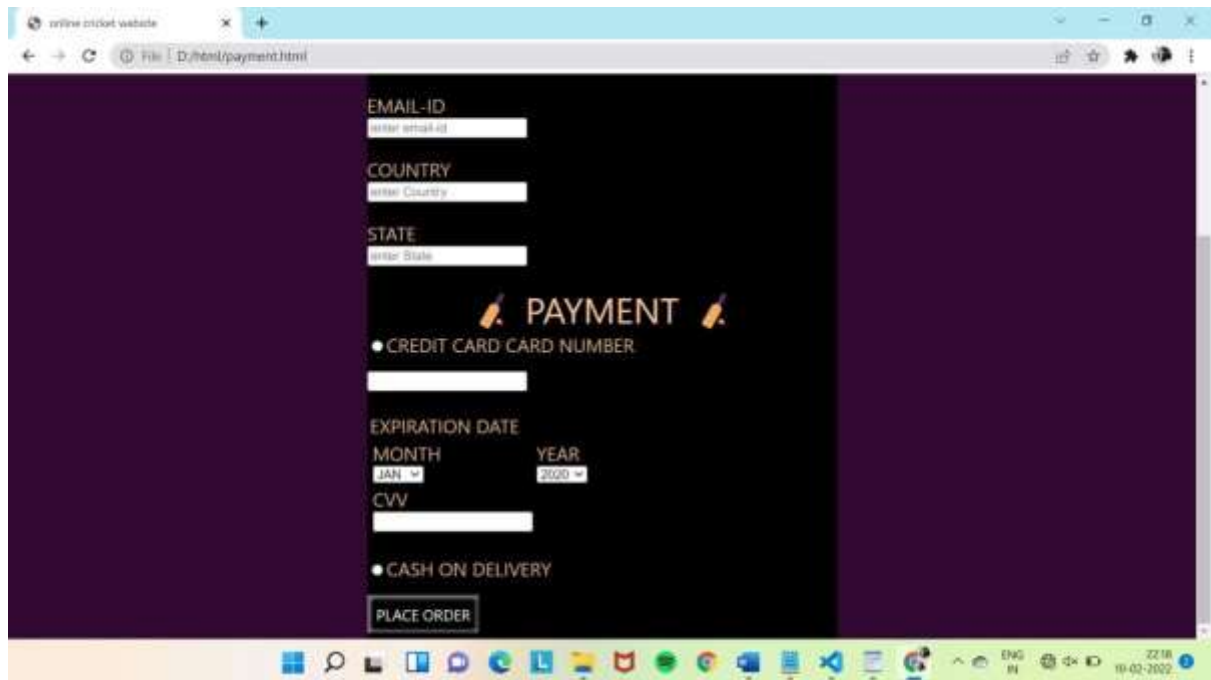 online cricket website
File | D:/html/payment.html
EMAIL-ID
enter email-id
COUNTRY
enter Country
STATE
enter State
PAYMENT
CREDIT CARD CARD NUMBER
EXPIRATION DATE
MONTH YEAR
JAN 2020
CVV
CASH ON DELIVERY
PLACE ORDER
ENG 22:18
IN 19-02-2022